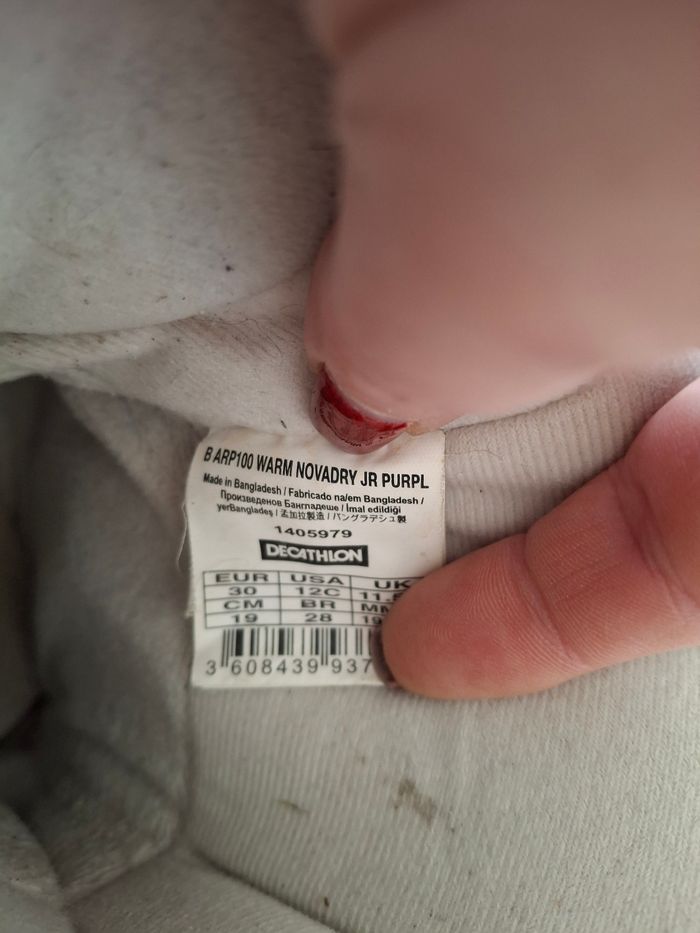 B ARP100 WARM NOVADRY JR PURPL
Made in Bangladesh / Fabricado na/em Bangladesh /
Произведенов Бангладеше / İmal edildiği
yerBangladeş / 孟加拉製造 / バングラデシュ製
1405979
DECATHLON
EUR USA UK
30 12C
CM BR
19 28
3 608439 937